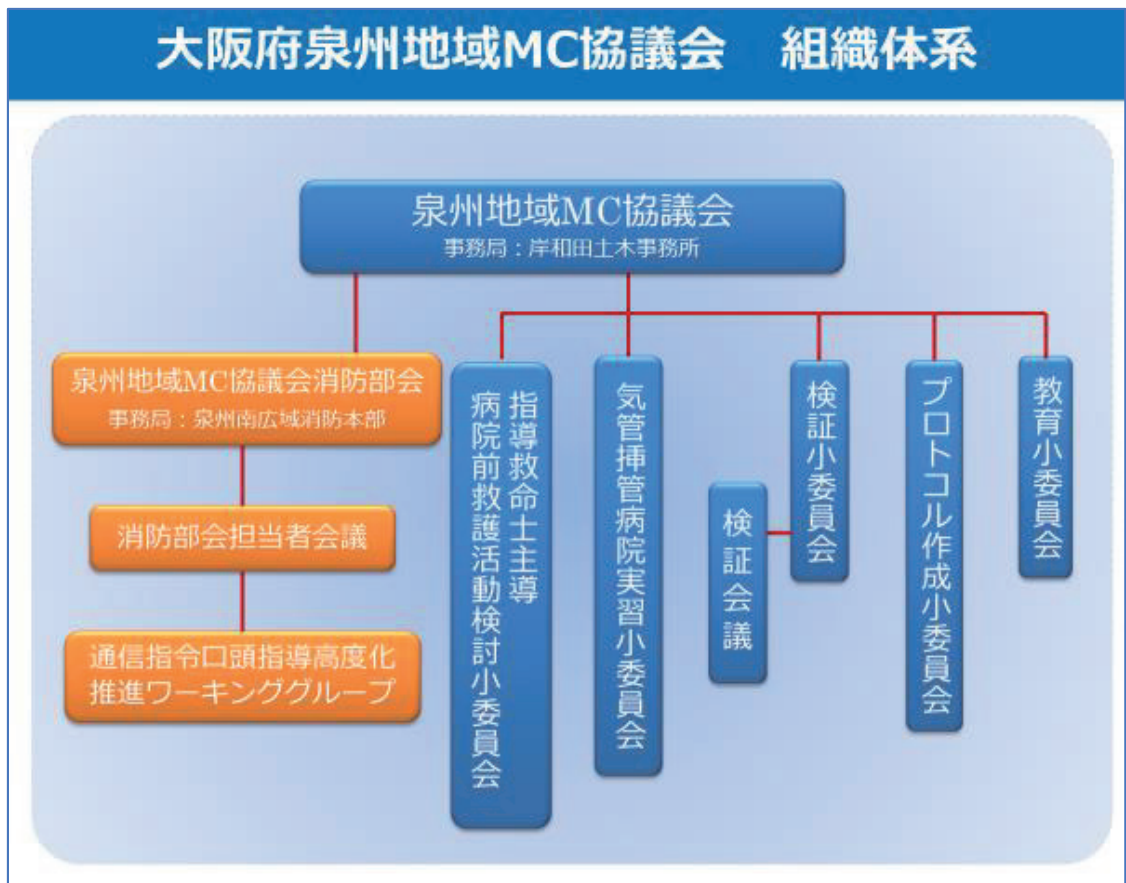 大阪府泉州地域MC協議会　組織体系
泉州地域MC協議会
事務局：岸和田土木事務所
泉州地域MC協議会消防部会
事務局：泉州南広域消防本部
消防部会担当者会議
通信指令口頭指導高度化
推進ワーキンググループ
指導救命士主導
病院前救護活動検討小委員会
気管挿管病院実習小委員会
検証会議
検証小委員会
プロトコル作成小委員会
教育小委員会